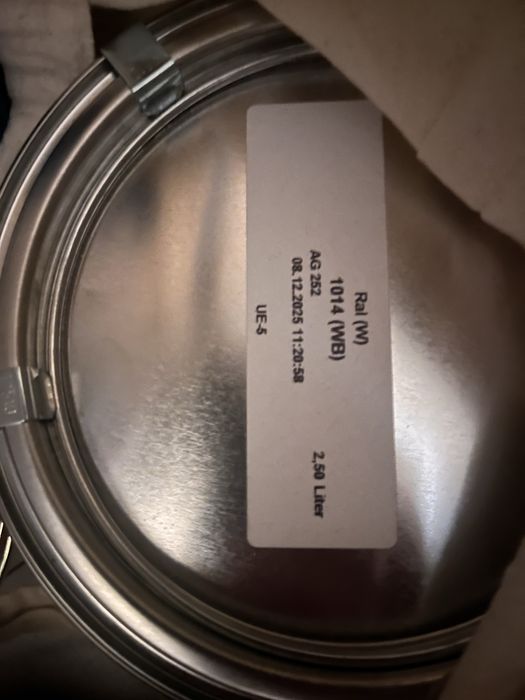 Ral (W)
1014 (WB)
AG 252
2,50 Liter
08.12.2025 11:20:58
UE-5